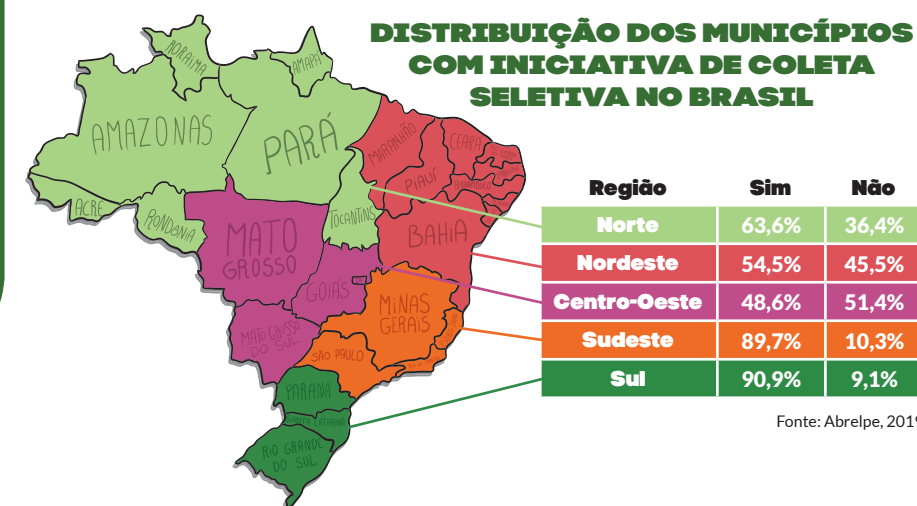 DISTRIBUIÇÃO DOS MUNICÍPIOS
COM INICIATIVA DE COLETA
SELETIVA NO BRASIL
RORAIMA
AMAPÁ
AMAZONAS
PARÁ
MARANHÃO
CEARÁ
PIAUÍ
PERNAMBUCO
ACRE
RONDÔNIA
TOCANTINS
MATO
GROSSO
BAHIA
GOIÁS
MINAS
GERAIS
MATO GROSSO
DO SUL
SÃO PAULO
PARANÁ
SANTA CATARINA
RIO GRANDE
DO SUL
Região Sim Não
Norte 63,6% 36,4%
Nordeste 54,5% 45,5%
Centro-Oeste 48,6% 51,4%
Sudeste 89,7% 10,3%
Sul 90,9% 9,1%
Fonte: Abrelpe, 2019